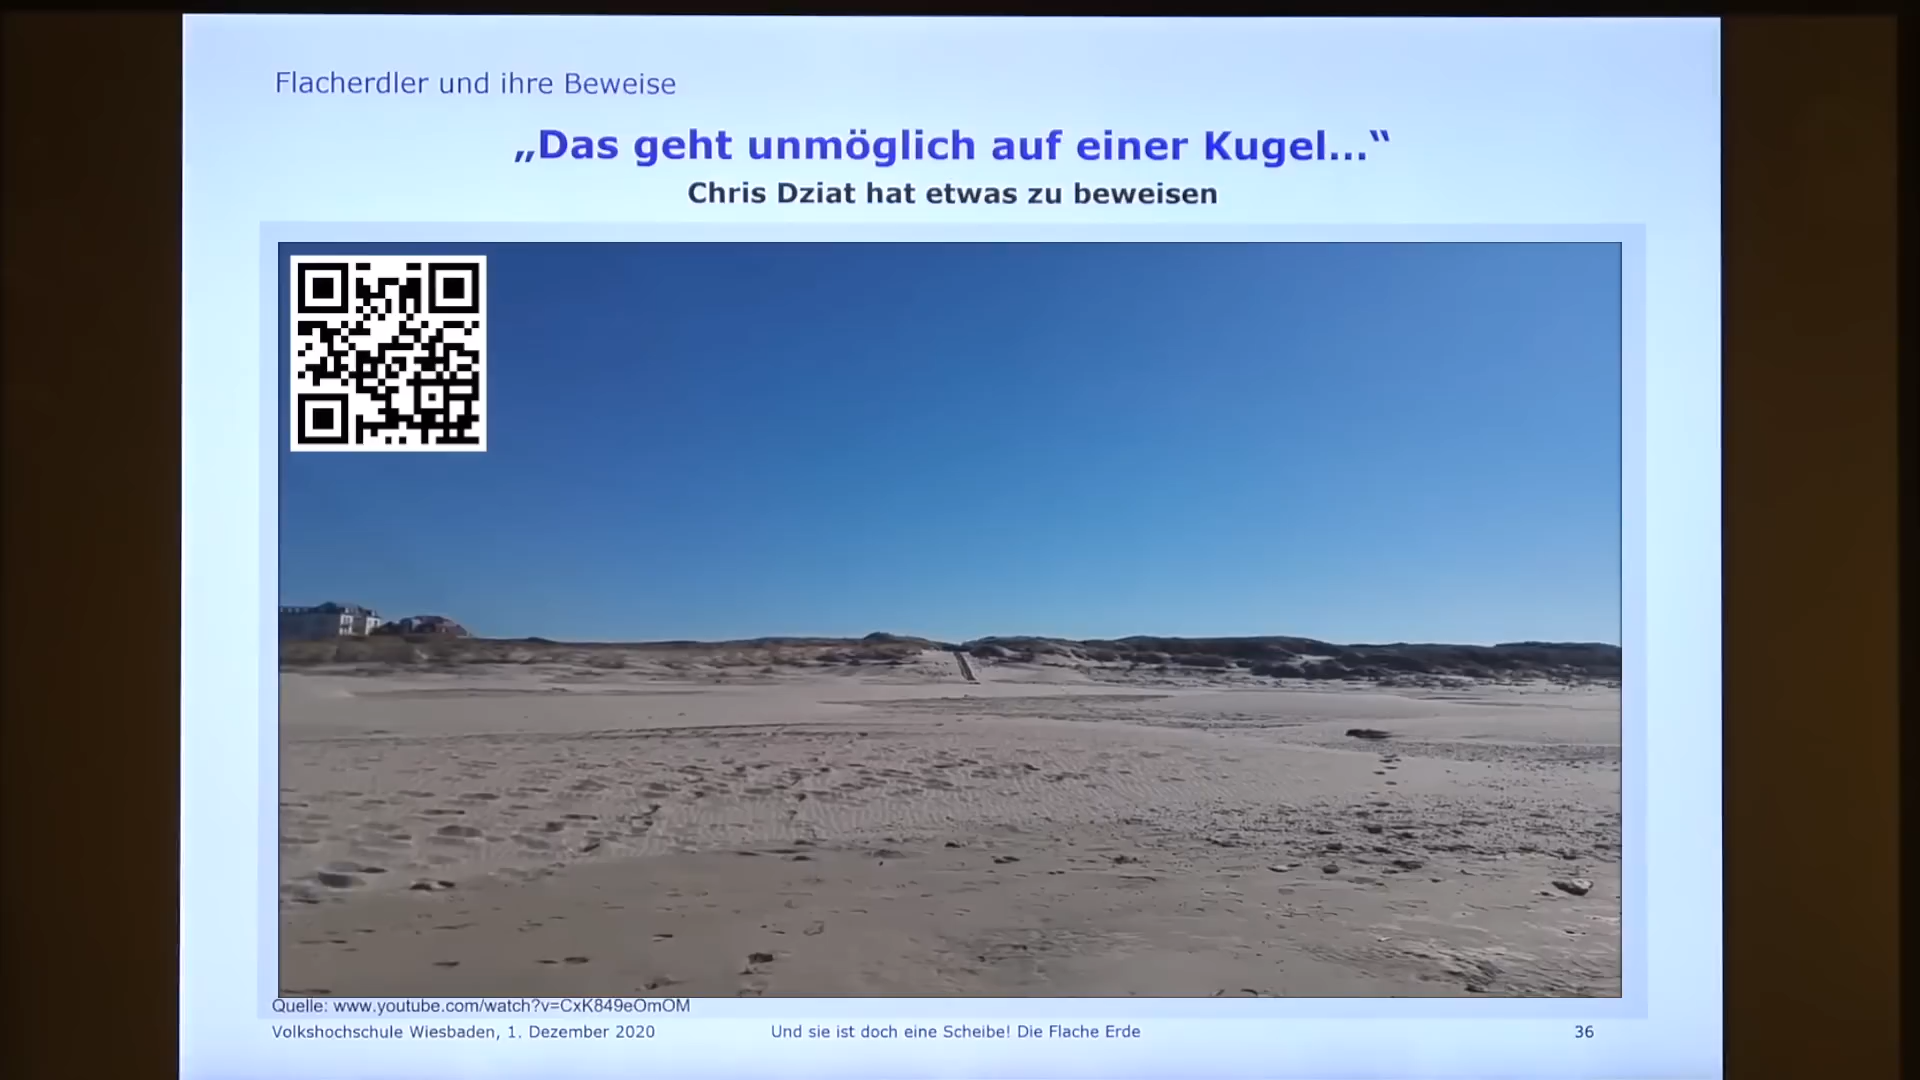 Flacherdler und ihre Beweise
„Das geht unmöglich auf einer Kugel...“
Chris Dziat hat etwas zu beweisen
Quelle: www.youtube.com/watch?v=CxK849eOmOM
Volkshochschule Wiesbaden, 1. Dezember 2020
Und sie ist doch eine Scheibe! Die Flache Erde
36